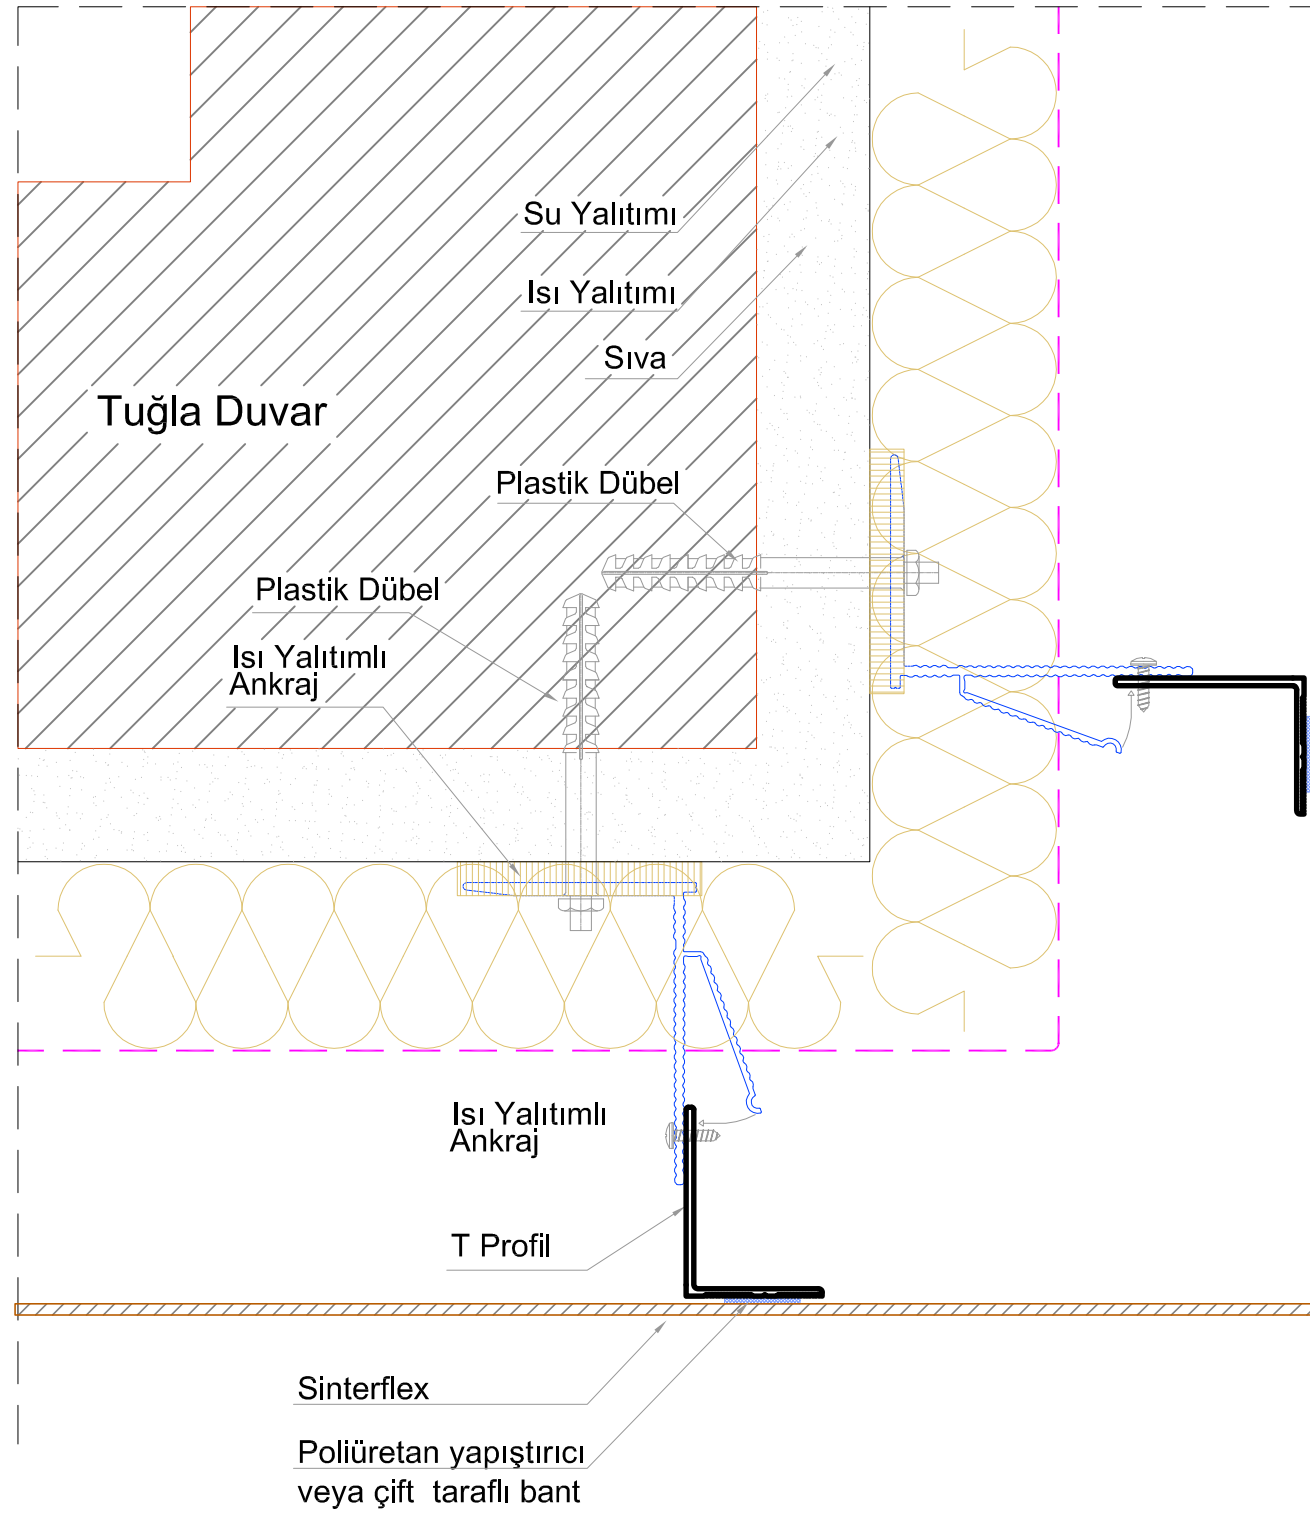 Su Yalıtımı
Isı Yalıtımı
Sıva
Tuğla Duvar
Plastik Dübel
Plastik Dübel
Isı Yalıtımlı
Ankraj
Isı Yalıtımlı
Ankraj
T Profil
Sinterflex
Poliüretan yapıştırıcı
veya çift taraflı bant